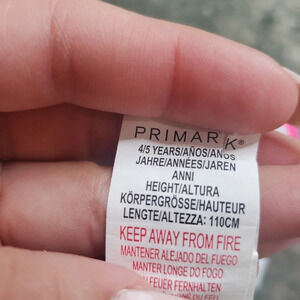 PRIMARK®
4/5 YEARS/AÑOS/ANOS
JAHRE/ANNÉES/JAREN
ANNI
HEIGHT/ALTURA
KÖRPERGRÖSSE/HAUTEUR
LENGTE/ALTEZZA: 110CM
KEEP AWAY FROM FIRE
MANTENER ALEJADO DEL FUEGO
MANTER LONGE DO FOGO
FEUER FERNHALTEN